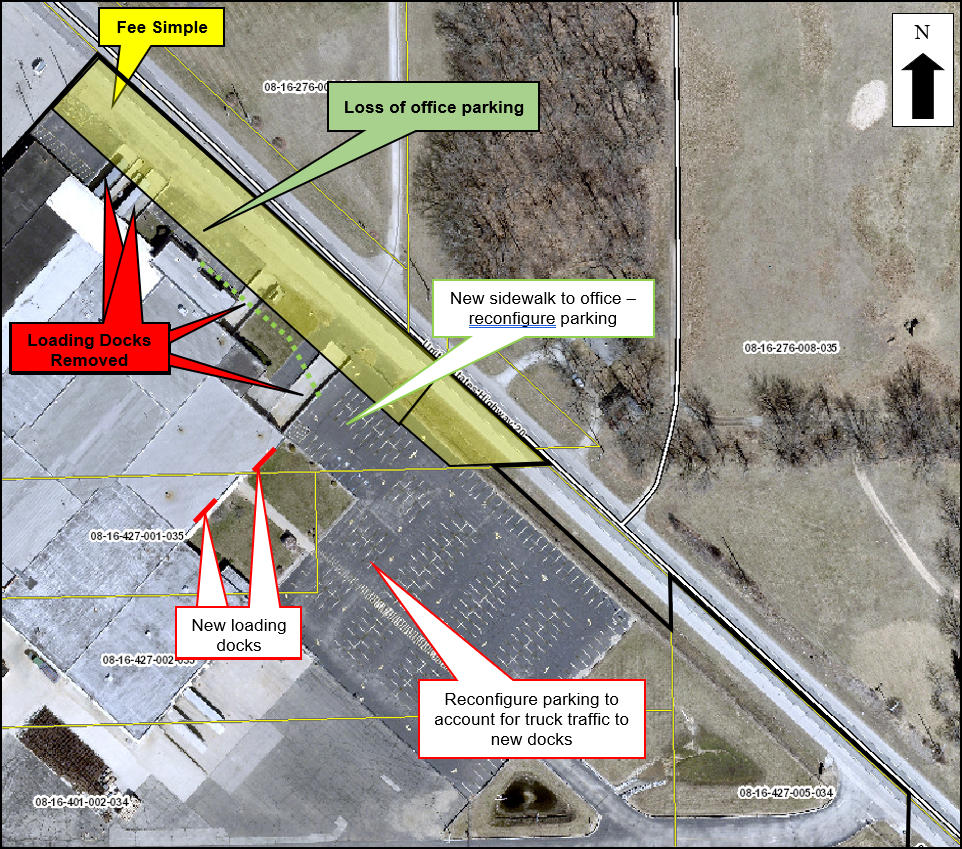 Fee Simple
N
08-16-276-00
Loss of office parking
New sidewalk to office –
reconfigure parking
Loading Docks
Removed
08-16-276-008-035
08-16-427-001-035
New loading
docks
08-16-427-002-035
Reconfigure parking to
account for truck traffic to
new docks
08-16-427-005-034
08-16-401-002-034